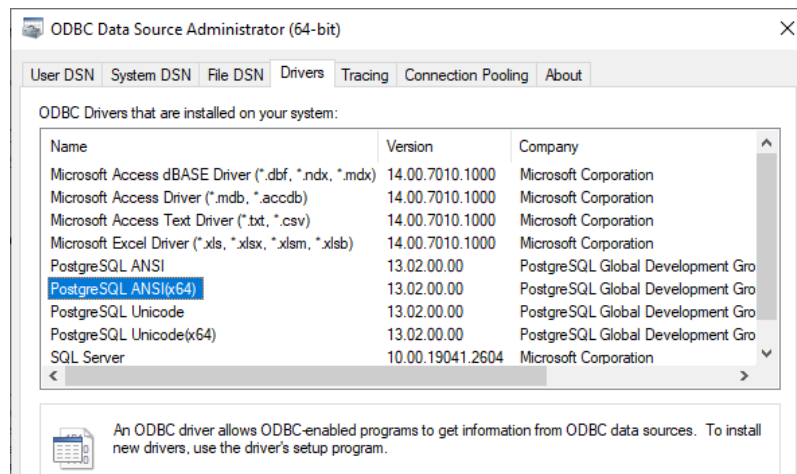 ODBC Data Source Administrator (64-bit)
User DSN System DSN File DSN Drivers Tracing Connection Pooling About
ODBC Drivers that are installed on your system:
Name Version Company
Microsoft Access dBASE Driver (*.dbf, *.ndx, *.mdx) 14.00.7010.1000 Microsoft Corporation
Microsoft Access Driver (*.mdb, *.accdb) 14.00.7010.1000 Microsoft Corporation
Microsoft Access Text Driver (*.txt, *.csv) 14.00.7010.1000 Microsoft Corporation
Microsoft Excel Driver (*.xls, *.xlsx, *.xlsm, *.xlsb) 14.00.7010.1000 Microsoft Corporation
PostgreSQL ANSI 13.02.00.00 PostgreSQL Global Development Gro
PostgreSQL ANSI(x64) 13.02.00.00 PostgreSQL Global Development Gro
PostgreSQL Unicode 13.02.00.00 PostgreSQL Global Development Gro
PostgreSQL Unicode(x64) 13.02.00.00 PostgreSQL Global Development Gro
SQL Server 10.00.19041.2604 Microsoft Corporation
An ODBC driver allows ODBC-enabled programs to get information from ODBC data sources. To install
new drivers, use the driver's setup program.